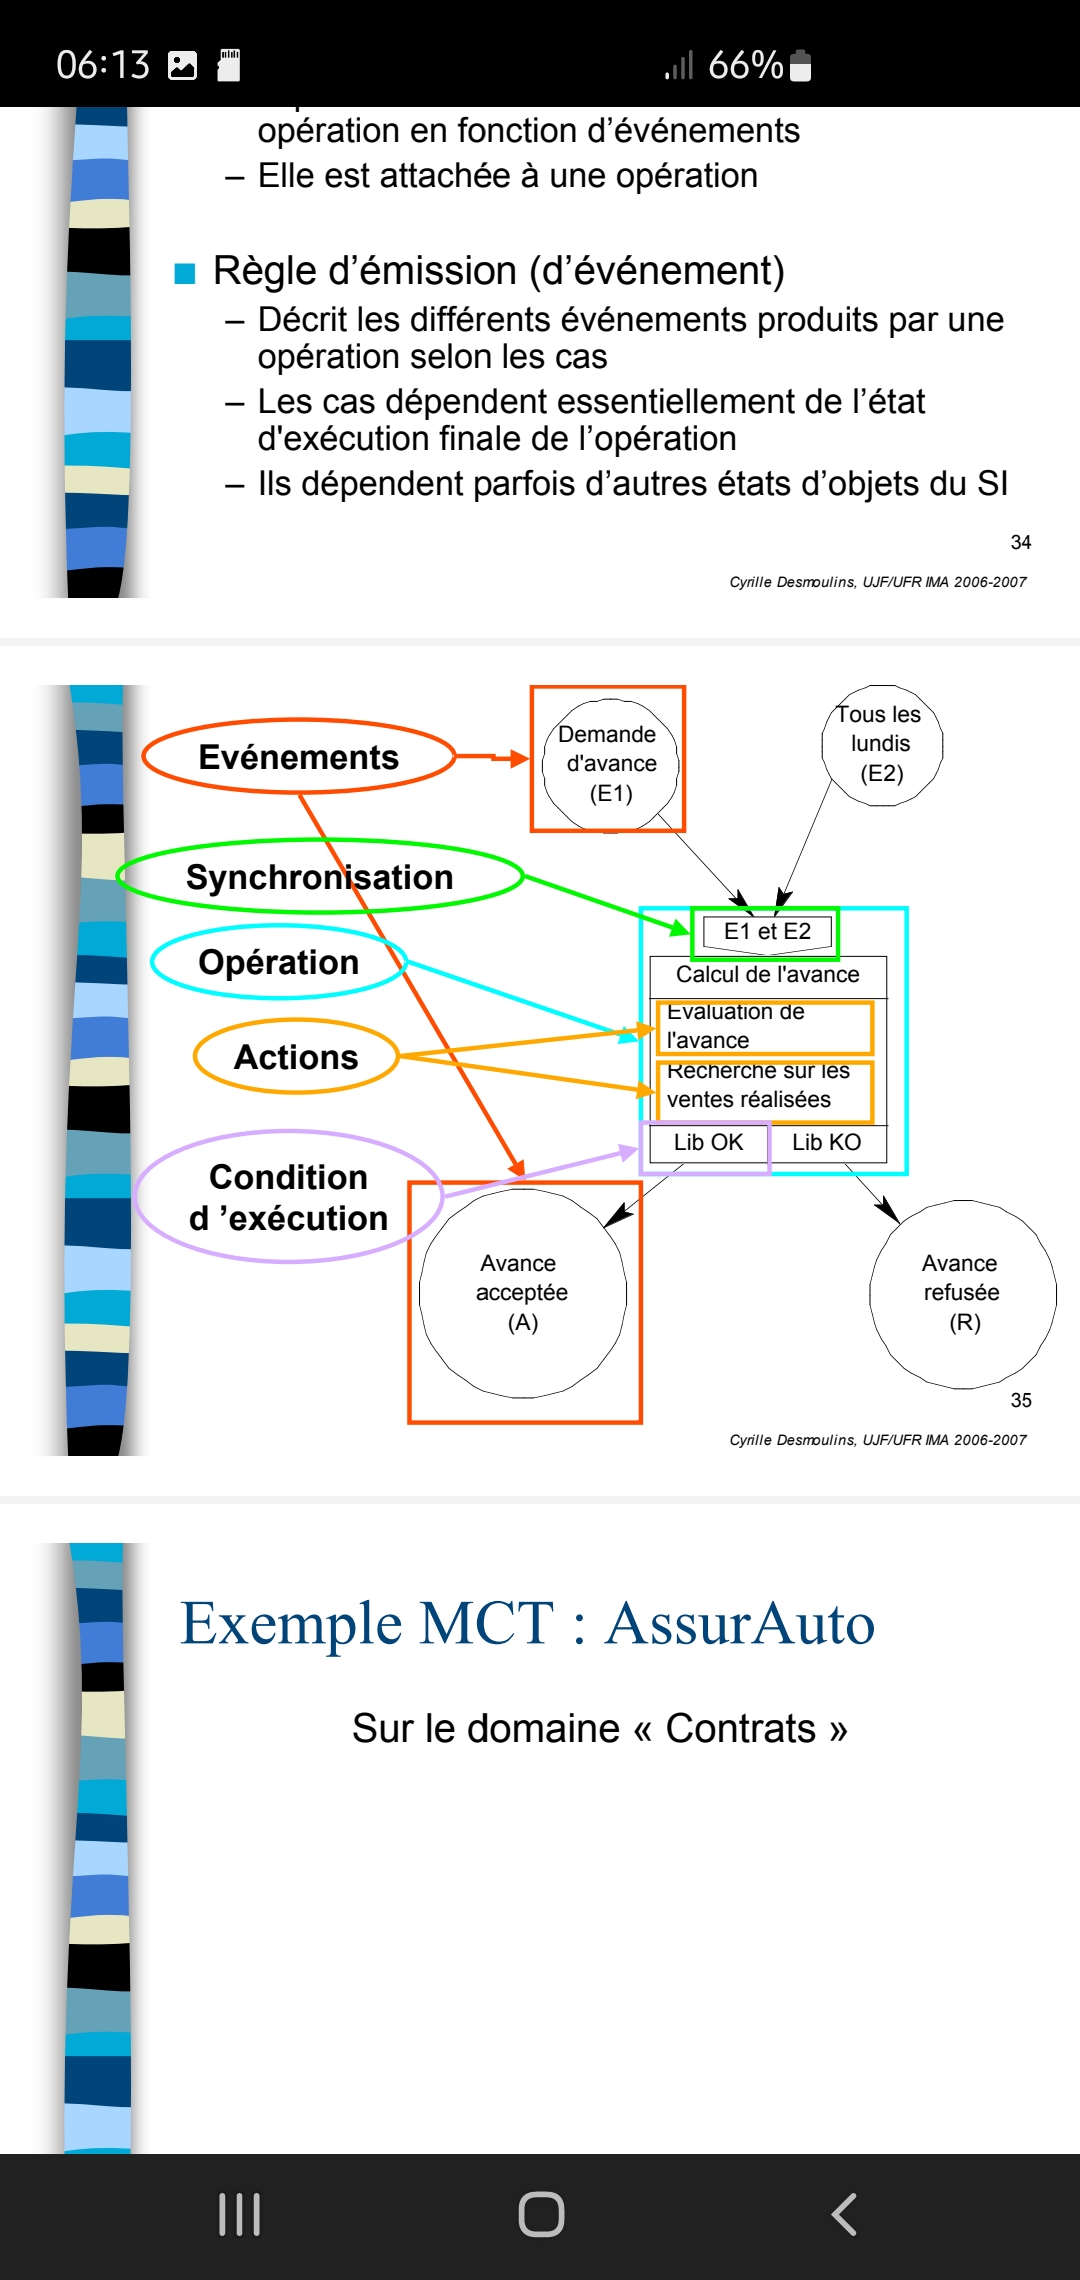 06:13
66%
opération en fonction d’événements
– Elle est attachée à une opération
Règle d’émission (d’événement)
– Décrit les différents événements produits par une
opération selon les cas
– Les cas dépendent essentiellement de l’état
d'exécution finale de l’opération
– Ils dépendent parfois d’autres états d’objets du SI
34
Cyrille Desmoulins, UJF/UFR IMA 2006-2007
Evénements
Demande
d'avance
(E1)
Tous les
lundis
(E2)
Synchronisation
E1 et E2
Opération
Calcul de l'avance
Actions
Evaluation de
l'avance
Recherche sur les
ventes réalisées
Lib OK
Lib KO
Condition
d ’exécution
Avance
acceptée
(A)
Avance
refusée
(R)
35
Cyrille Desmoulins, UJF/UFR IMA 2006-2007
Exemple MCT : AssurAuto
Sur le domaine « Contrats »